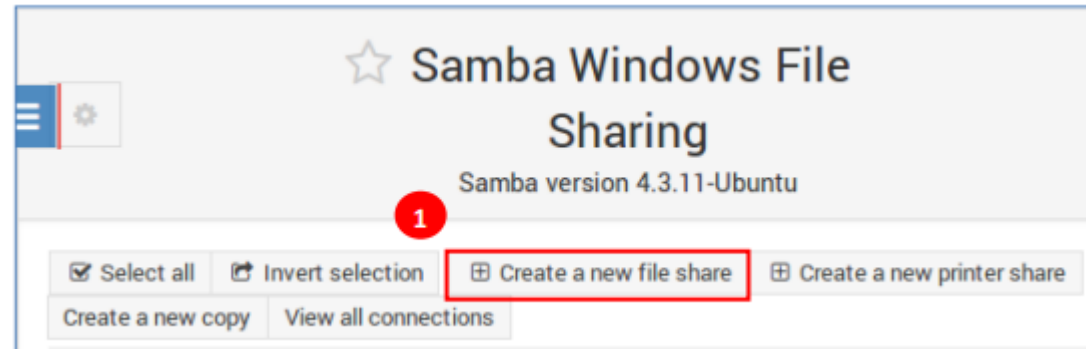 Samba Windows File
Sharing
Samba version 4.3.11-Ubuntu
1
Select all Invert selection Create a new file share Create a new printer share
Create a new copy View all connections